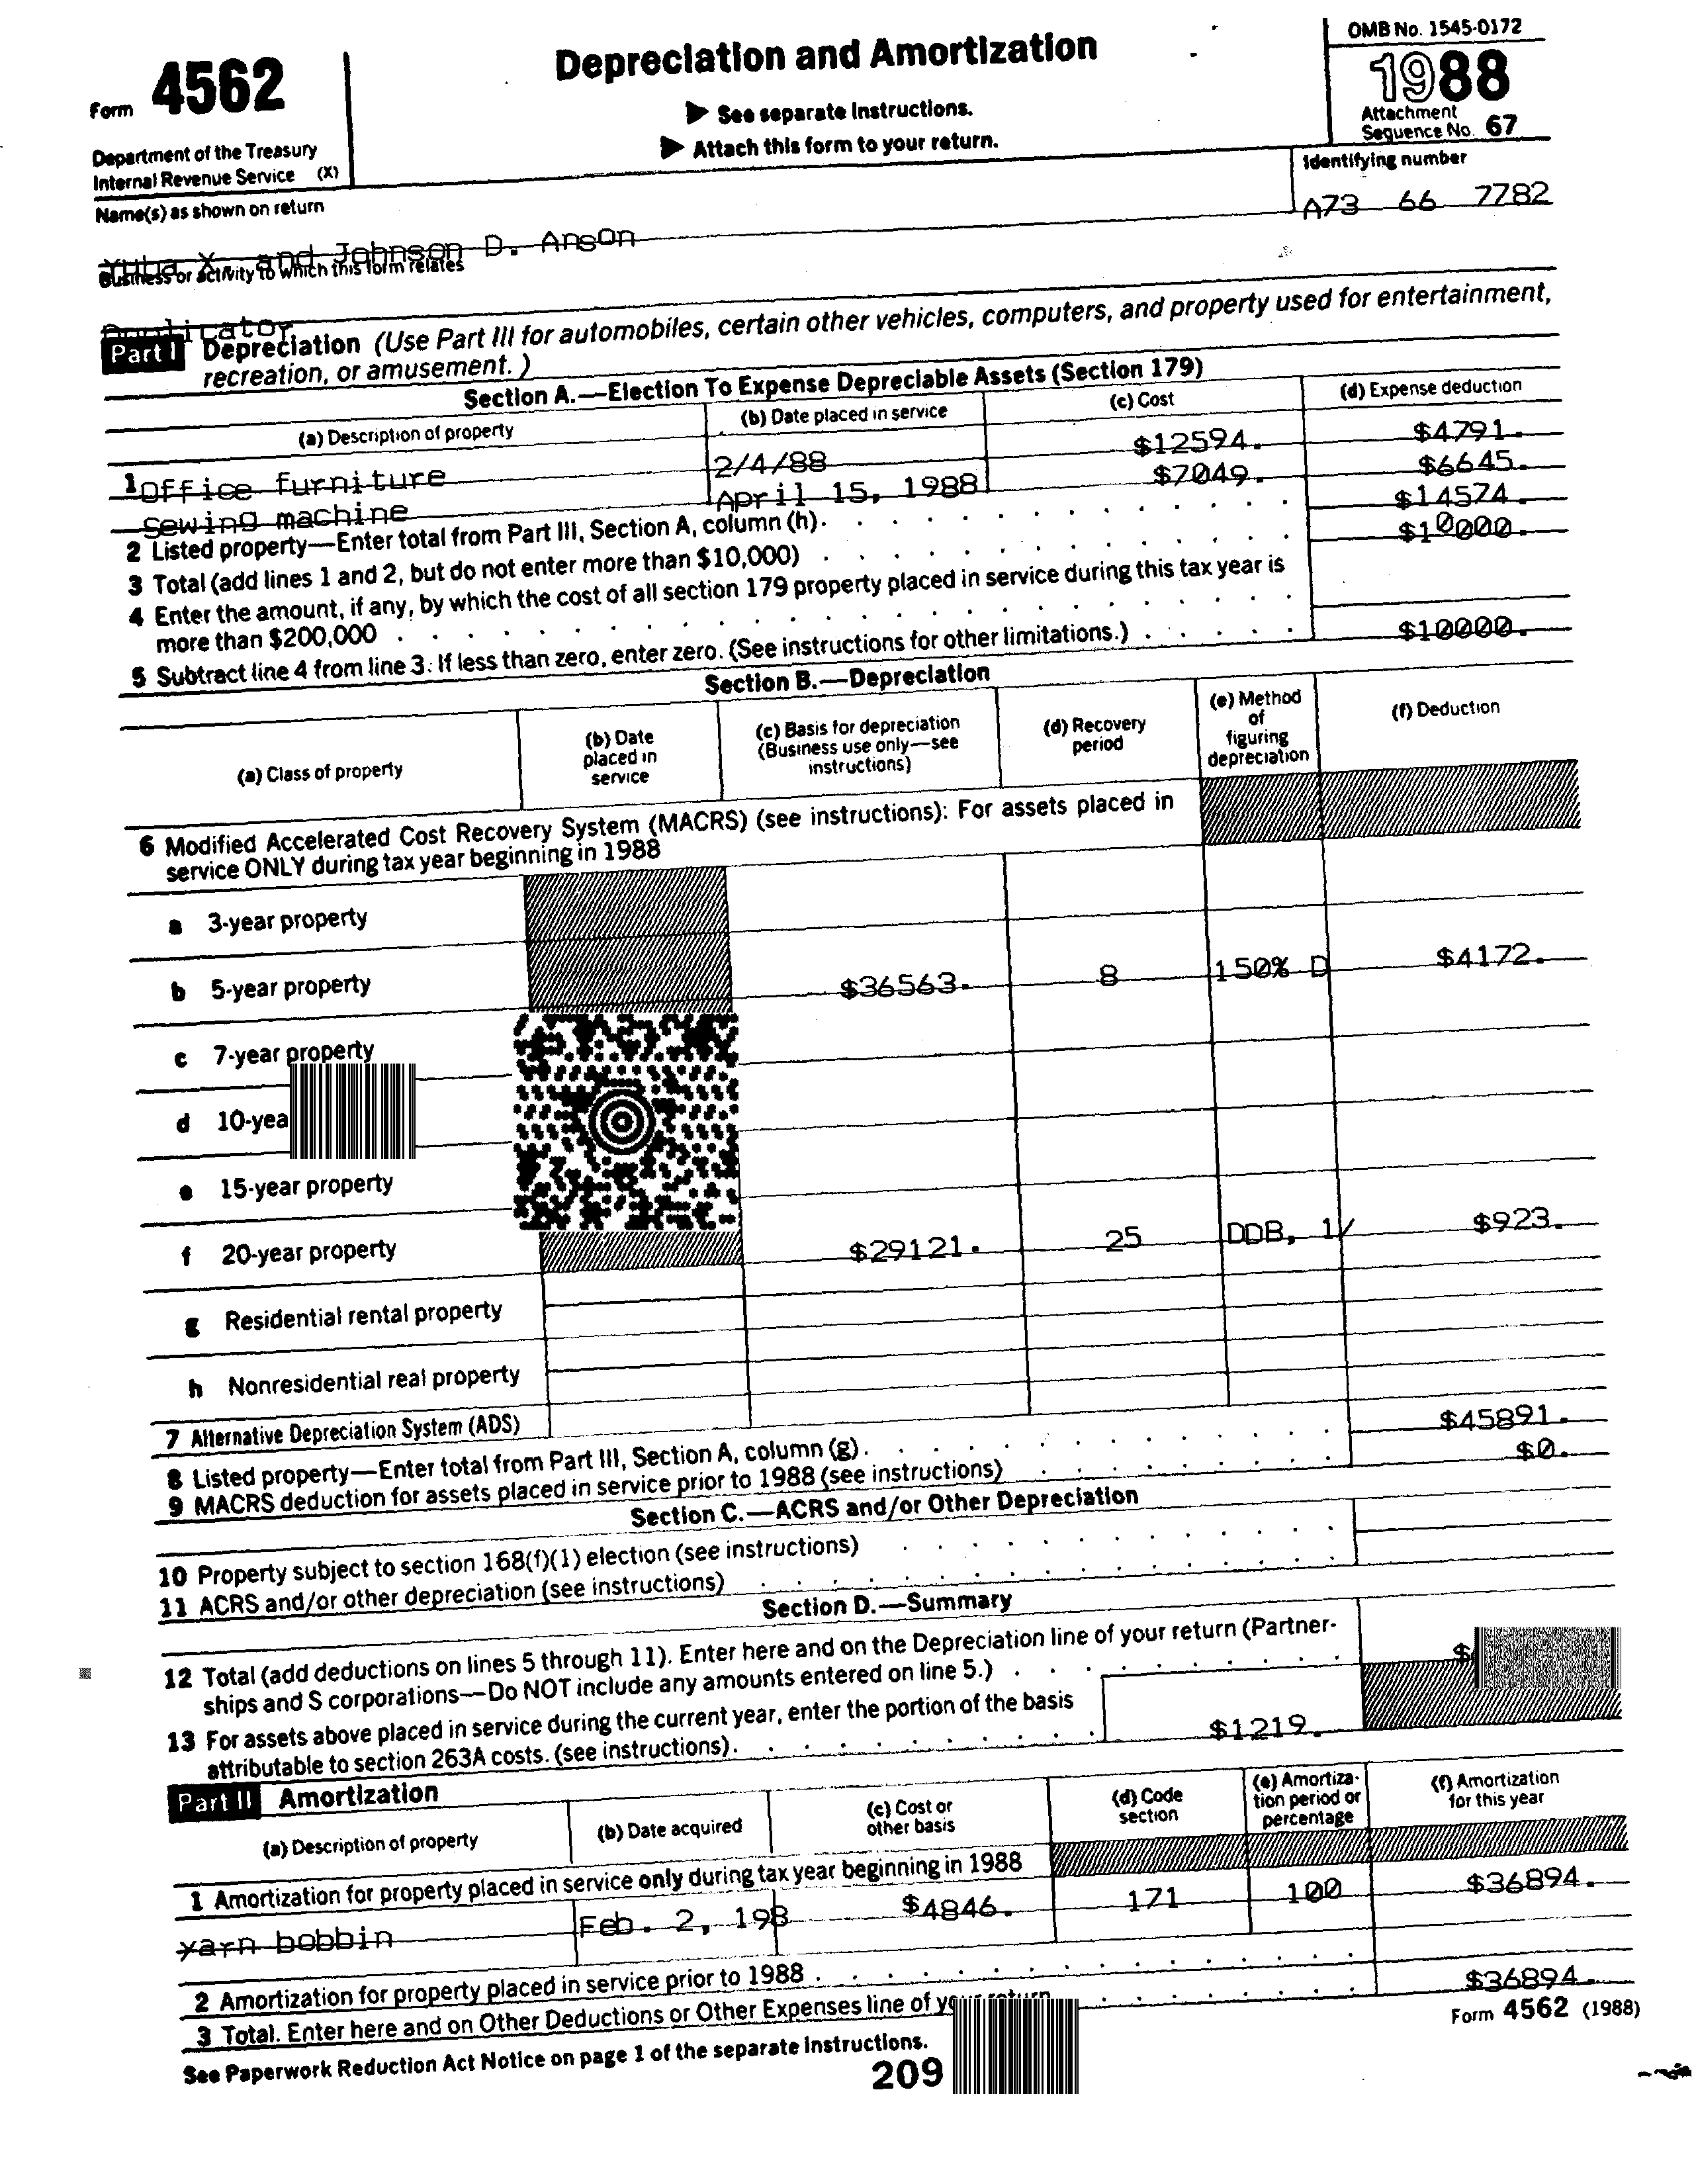 Form 4562
Department of the Treasury
Internal Revenue Service (X)
Depreciation and Amortization
▶ See separate Instructions.
▶ Attach this form to your return.
OMB No. 1545-0172
1988
Attachment
Sequence No. 67
Name(s) as shown on return
Identifying number
A73 66 7782
Yuba X. and Johnson D. Anson
Business or activity to which this form relates
Applicator
Part I Depreciation (Use Part III for automobiles, certain other vehicles, computers, and property used for entertainment,
recreation, or amusement.)
Section A.—Election To Expense Depreciable Assets (Section 179)
(a) Description of property
(b) Date placed in service
(c) Cost
(d) Expense deduction
1 Office furniture 2/4/88 $12594. $4791.
Sewing machine April 15, 1988 $7049. $6645.
2 Listed property—Enter total from Part III, Section A, column (h). $14574.
3 Total (add lines 1 and 2, but do not enter more than $10,000) $10000.
4 Enter the amount, if any, by which the cost of all section 179 property placed in service during this tax year is
more than $200,000
5 Subtract line 4 from line 3. If less than zero, enter zero. (See instructions for other limitations.) $10000.
Section B.—Depreciation
(a) Class of property
(b) Date
placed in
service
(c) Basis for depreciation
(Business use only—see
instructions)
(d) Recovery
period
(e) Method
of
figuring
depreciation
(f) Deduction
6 Modified Accelerated Cost Recovery System (MACRS) (see instructions): For assets placed in
service ONLY during tax year beginning in 1988
a 3-year property
b 5-year property $36563. 8 150% D $4172.
c 7-year property
d 10-yea
e 15-year property
f 20-year property $29121. 25 DDB, 1/ $923.
g Residential rental property
h Nonresidential real property
7 Alternative Depreciation System (ADS)
8 Listed property—Enter total from Part III, Section A, column (g). $45891.
9 MACRS deduction for assets placed in service prior to 1988 (see instructions) $0.
Section C.—ACRS and/or Other Depreciation
10 Property subject to section 168(f)(1) election (see instructions)
11 ACRS and/or other depreciation (see instructions)
Section D.—Summary
12 Total (add deductions on lines 5 through 11). Enter here and on the Depreciation line of your return (Partner-
ships and S corporations—Do NOT include any amounts entered on line 5.) $
13 For assets above placed in service during the current year, enter the portion of the basis
attributable to section 263A costs. (see instructions). $1219.
Part II Amortization
(a) Description of property
(b) Date acquired
(c) Cost or
other basis
(d) Code
section
(e) Amortiza-
tion period or
percentage
(f) Amortization
for this year
1 Amortization for property placed in service only during tax year beginning in 1988
yarn bobbin Feb. 2, 198 $4846. 171 100 $36894.
2 Amortization for property placed in service prior to 1988
3 Total. Enter here and on Other Deductions or Other Expenses line of your return $36894.
See Paperwork Reduction Act Notice on page 1 of the separate Instructions.
Form 4562 (1988)
209